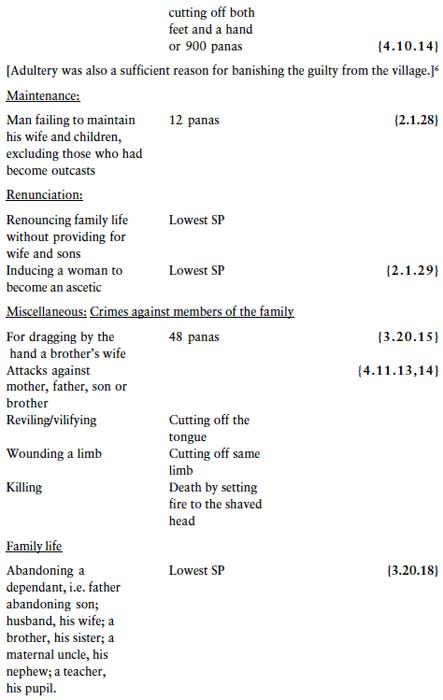 cutting off both
feet and a hand
or 900 panas {4.10.14}
[Adultery was also a sufficient reason for banishing the guilty from the village.]⁶
Maintenance:
Man failing to maintain 12 panas {2.1.28}
his wife and children,
excluding those who had
become outcasts
Renunciation:
Renouncing family life Lowest SP
without providing for
wife and sons
Inducing a woman to Lowest SP {2.1.29}
become an ascetic
Miscellaneous: Crimes against members of the family
For dragging by the 48 panas {3.20.15}
hand a brother's wife
Attacks against {4.11.13,14}
mother, father, son or
brother
Reviling/vilifying Cutting off the
tongue
Wounding a limb Cutting off same
limb
Killing Death by setting
fire to the shaved
head
Family life
Abandoning a Lowest SP {3.20.18}
dependant, i.e. father
abandoning son;
husband, his wife; a
brother, his sister; a
maternal uncle, his
nephew; a teacher,
his pupil.